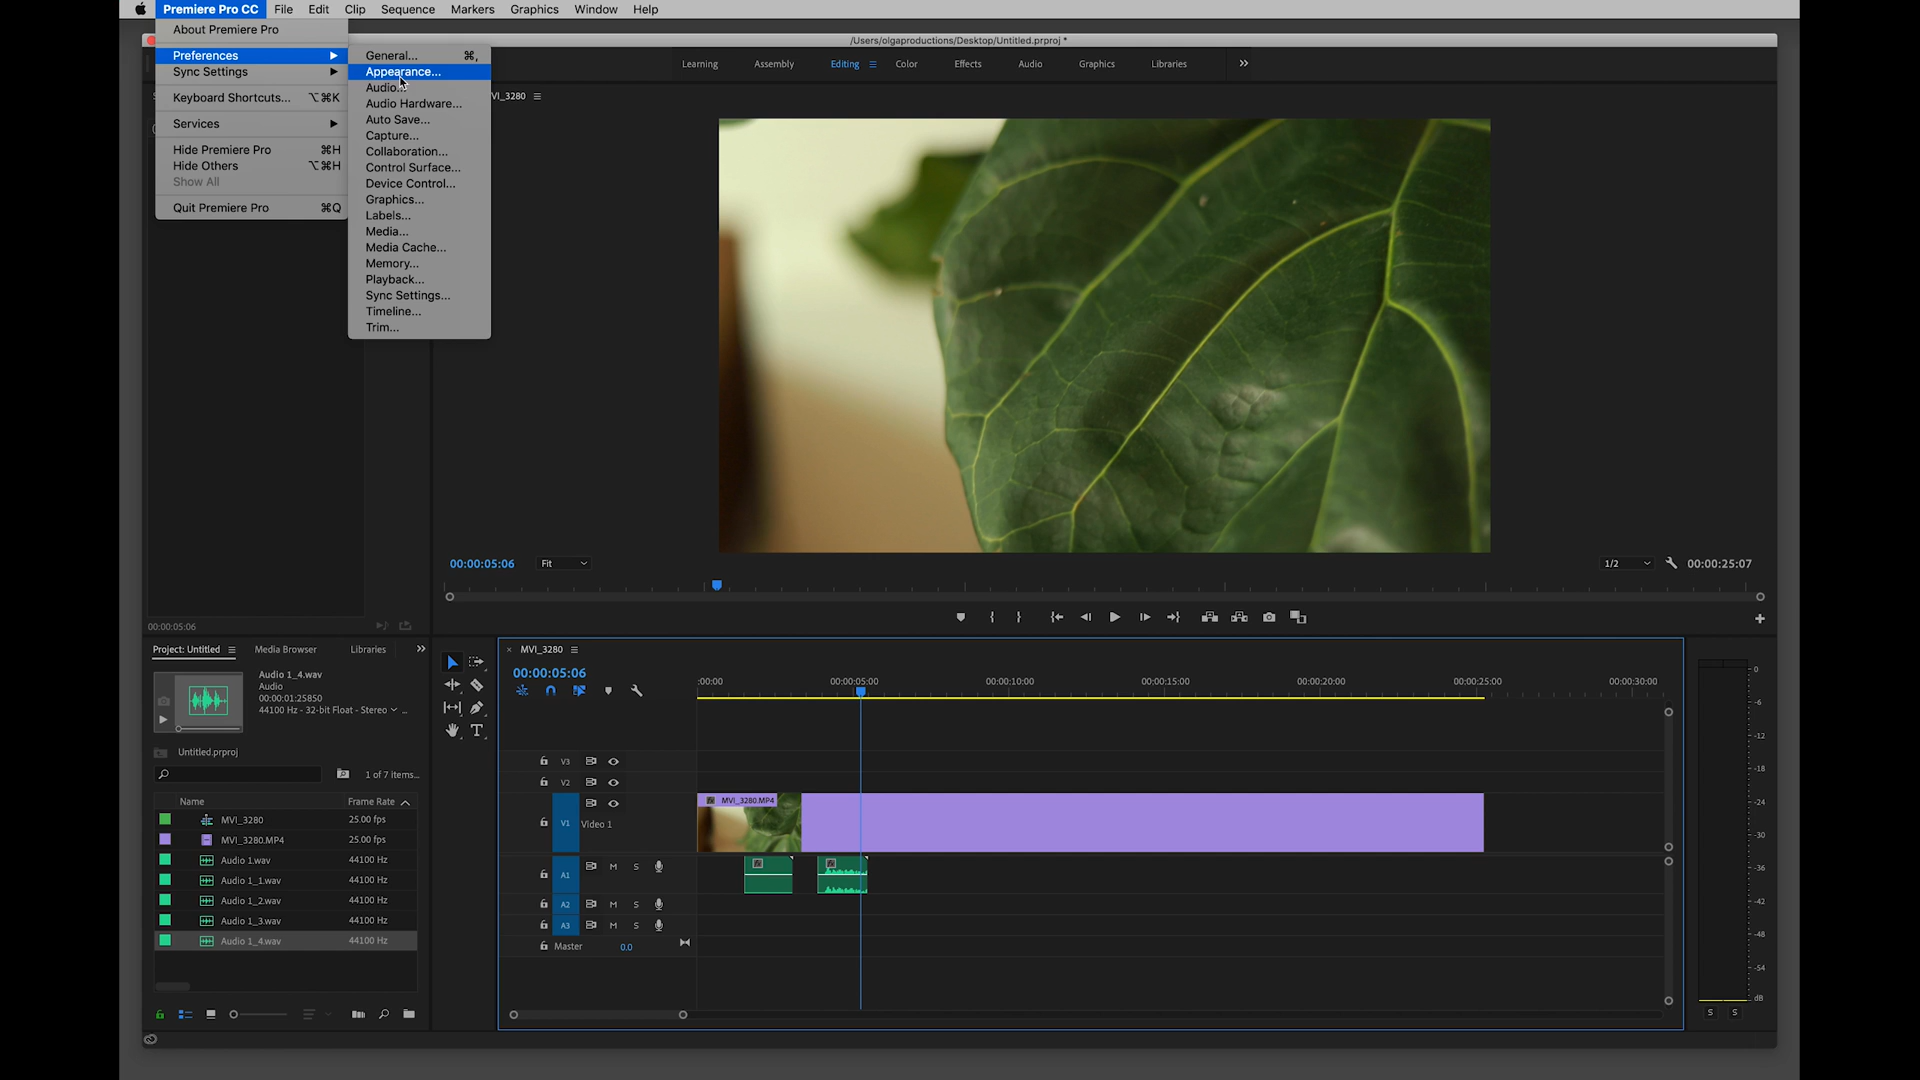 Premiere Pro CC File Edit Clip Sequence Markers Graphics Window Help
About Premiere Pro
Preferences
Sync Settings
Keyboard Shortcuts... ⌥⌘K
Services
Hide Premiere Pro ⌘H
Hide Others ⌥⌘H
Show All
Quit Premiere Pro ⌘Q
General... ⌘,
Appearance...
Audio...
Audio Hardware...
Auto Save...
Capture...
Collaboration...
Control Surface...
Device Control...
Graphics...
Labels...
Media...
Media Cache...
Memory...
Playback...
Sync Settings...
Timeline...
Trim...
/Users/olgaproductions/Desktop/Untitled.prproj *
Learning Assembly Editing Color Effects Audio Graphics Libraries
VI_3280
00:00:05:06 Fit 1/2 00:00:25:07
00:00:05:06
Project: Untitled Media Browser Libraries
Audio 1_4.wav
Audio
00:00:01:25850
44100 Hz - 32-bit Float - Stereo ...
Untitled.prproj
1 of 7 items...
Name Frame Rate
MVI_3280 25.00 fps
MVI_3280.MP4 25.00 fps
Audio 1.wav 44100 Hz
Audio 1_1.wav 44100 Hz
Audio 1_2.wav 44100 Hz
Audio 1_3.wav 44100 Hz
Audio 1_4.wav 44100 Hz
MVI_3280
00:00:05:06
:00:00 00:00:05:00 00:00:10:00 00:00:15:00 00:00:20:00 00:00:25:00 00:00:30:00
V3
V2
MVI_3280.MP4
V1 Video 1
A1 M S
A2 M S
A3 M S
Master 0.0
0
-6
-12
-18
-24
-30
-36
-42
-48
-54
dB
S S